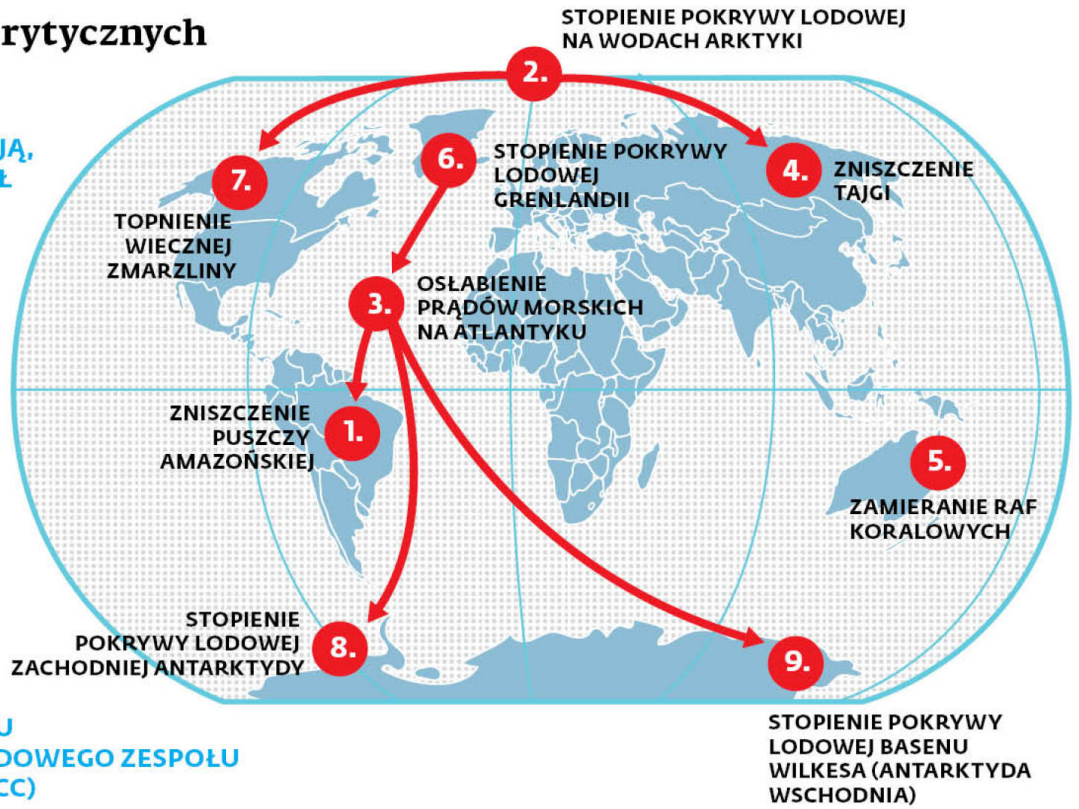 rytycznych
STOPIENIE POKRYWY LODOWEJ
NA WODACH ARKTYKI
2.
JĄ,
Ł
7.
TOPNIENIE
WIECZNEJ
ZMARZLINY
6.
STOPIENIE POKRYWY
LODOWEJ
GRENLANDII
4.
ZNISZCZENIE
TAJGI
3.
OSŁABIENIE
PRĄDÓW MORSKICH
NA ATLANTYKU
ZNISZCZENIE
PUSZCZY
AMAZOŃSKIEJ
1.
5.
ZAMIERANIE RAF
KORALOWYCH
STOPIENIE
POKRYWY LODOWEJ
ZACHODNIEJ ANTARKTYDY
8.
9.
STOPIENIE POKRYWY
LODOWEJ BASENU
WILKESA (ANTARKTYDA
WSCHODNIA)
U
DOWEGO ZESPOŁU
CC)